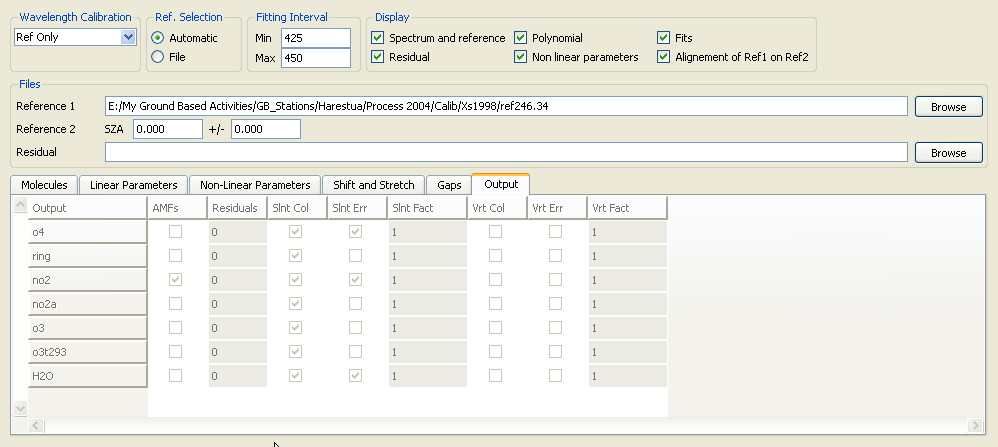 Wavelength Calibration Ref. Selection Fitting Interval Display
Ref Only Automatic Min 425 Spectrum and reference Polynomial Fits
File Max 450 Residual Non linear parameters Alignement of Ref1 on Ref2
Files
Reference 1 E:/My Ground Based Activities/GB_Stations/Harestua/Process 2004/Calib/Xs1998/ref246.34 Browse
Reference 2 SZA 0.000 +/- 0.000
Residual Browse
Molecules Linear Parameters Non-Linear Parameters Shift and Stretch Gaps Output
Output AMFs Residuals Slnt Col Slnt Err Slnt Fact Vrt Col Vrt Err Vrt Fact
o4 0 1 1
ring 0 1 1
no2 0 1 1
no2a 0 1 1
o3 0 1 1
o3t293 0 1 1
H2O 0 1 1